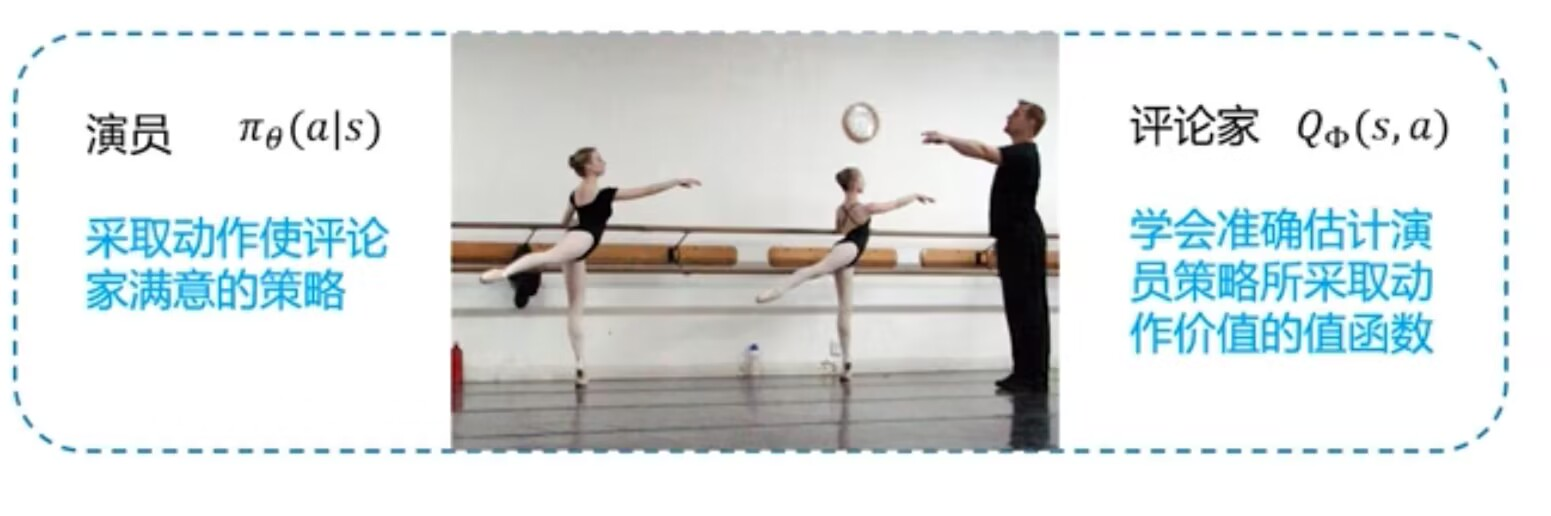 演员 π_θ(a|s)
采取动作使评论
家满意的策略
评论家 Q_Φ(s,a)
学会准确估计演
员策略所采取动
作价值的值函数